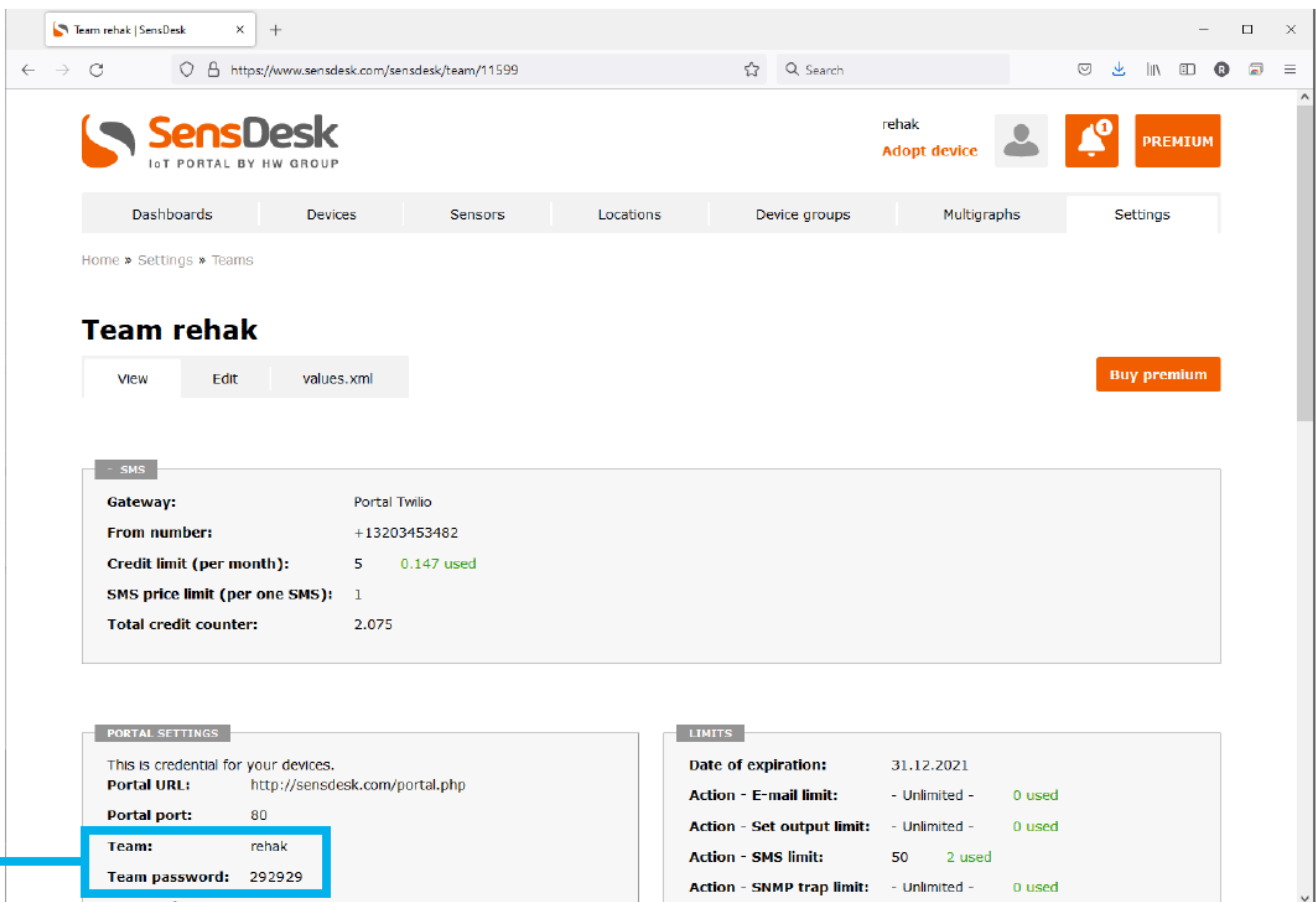 Team rehak | SensDesk
https://www.sensdesk.com/sensdesk/team/11599
Search
R
SensDesk
IoT PORTAL BY HW GROUP
rehak
Adopt device
1
PREMIUM
Dashboards Devices Sensors Locations Device groups Multigraphs Settings
Home » Settings » Teams
Team rehak
View Edit values.xml
Buy premium
- SMS
Gateway: Portal Twilio
From number: +13203453482
Credit limit (per month): 5 0.147 used
SMS price limit (per one SMS): 1
Total credit counter: 2.075
PORTAL SETTINGS
This is credential for your devices.
Portal URL: http://sensdesk.com/portal.php
Portal port: 80
Team: rehak
Team password: 292929
LIMITS
Date of expiration: 31.12.2021
Action - E-mail limit: - Unlimited - 0 used
Action - Set output limit: - Unlimited - 0 used
Action - SMS limit: 50 2 used
Action - SNMP trap limit: - Unlimited - 0 used